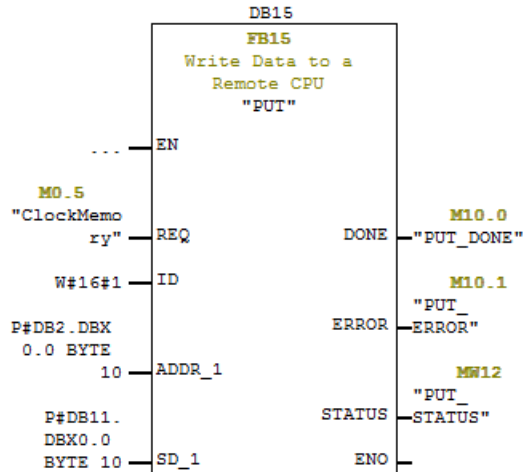 DB15
FB15
Write Data to a
Remote CPU
"PUT"
...
EN
M0.5
"ClockMemo
ry"
REQ
DONE
M10.0
"PUT_DONE"
W#16#1
ID
M10.1
"PUT_
ERROR"
ERROR
P#DB2.DBX
0.0 BYTE
10
ADDR_1
MW12
"PUT_
STATUS"
STATUS
P#DB11.
DBX0.0
BYTE 10
SD_1
ENO